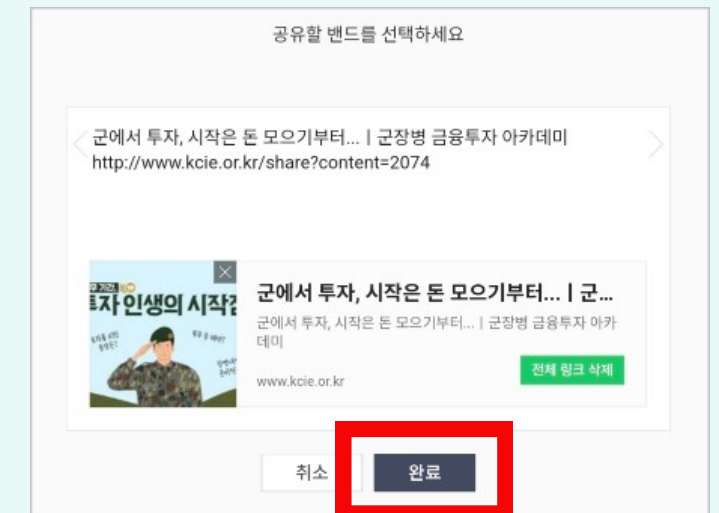 공유할 밴드를 선택하세요
군에서 투자, 시작은 돈 모으기부터... | 군장병 금융투자 아카데미
http://www.kcie.or.kr/share?content=2074
투자 인생의 시작점
군에서 투자, 시작은 돈 모으기부터... | 군...
군에서 투자, 시작은 돈 모으기부터... | 군장병 금융투자 아카
데미
www.kcie.or.kr
전체 링크 삭제
취소
완료